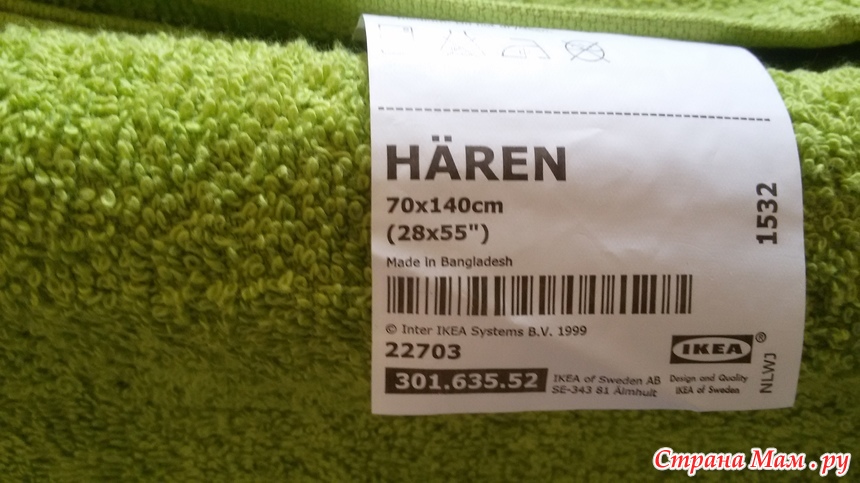 HÄREN
70x140cm
(28x55")
Made in Bangladesh
© Inter IKEA Systems B.V. 1999
22703
301.635.52
IKEA of Sweden AB
SE-343 81 Älmhult
IKEA®
Design and Quality
IKEA of Sweden
1532
NLWJ
Страна Мам.ру